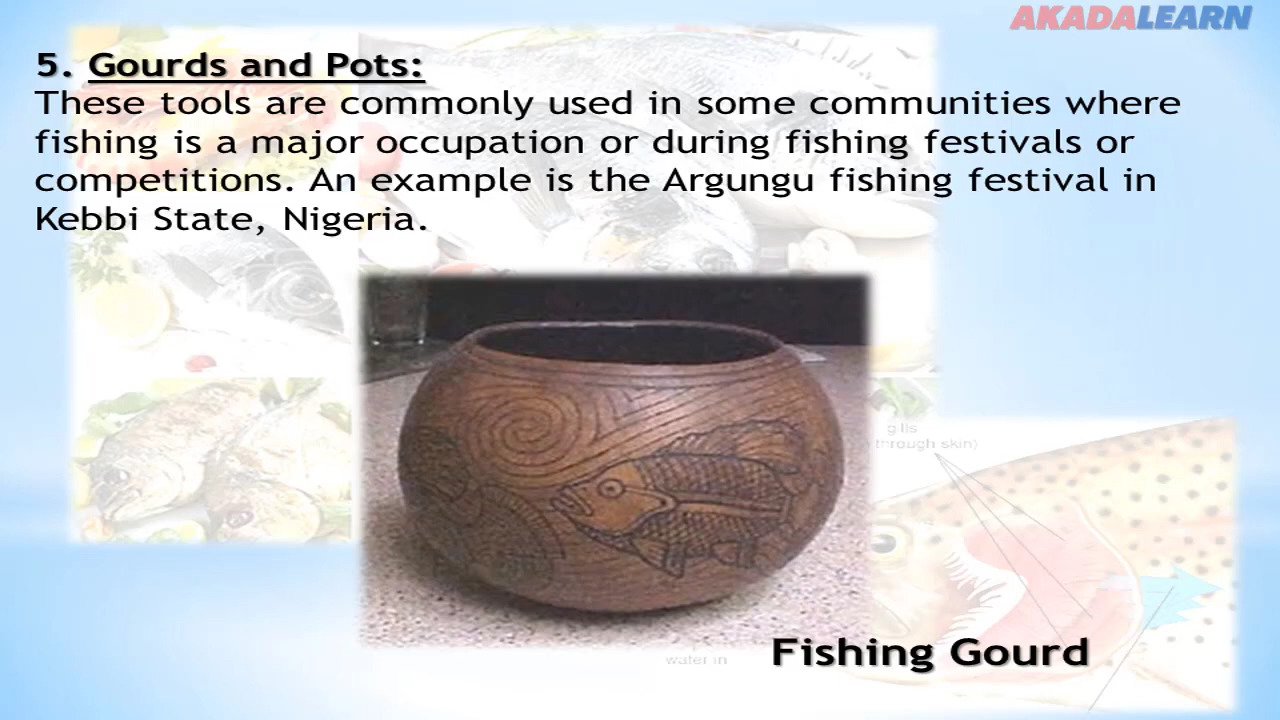 AKADALEARN
5. Gourds and Pots:
These tools are commonly used in some communities where
fishing is a major occupation or during fishing festivals or
competitions. An example is the Argungu fishing festival in
Kebbi State, Nigeria.
gills
through skin)
water in
Fishing Gourd